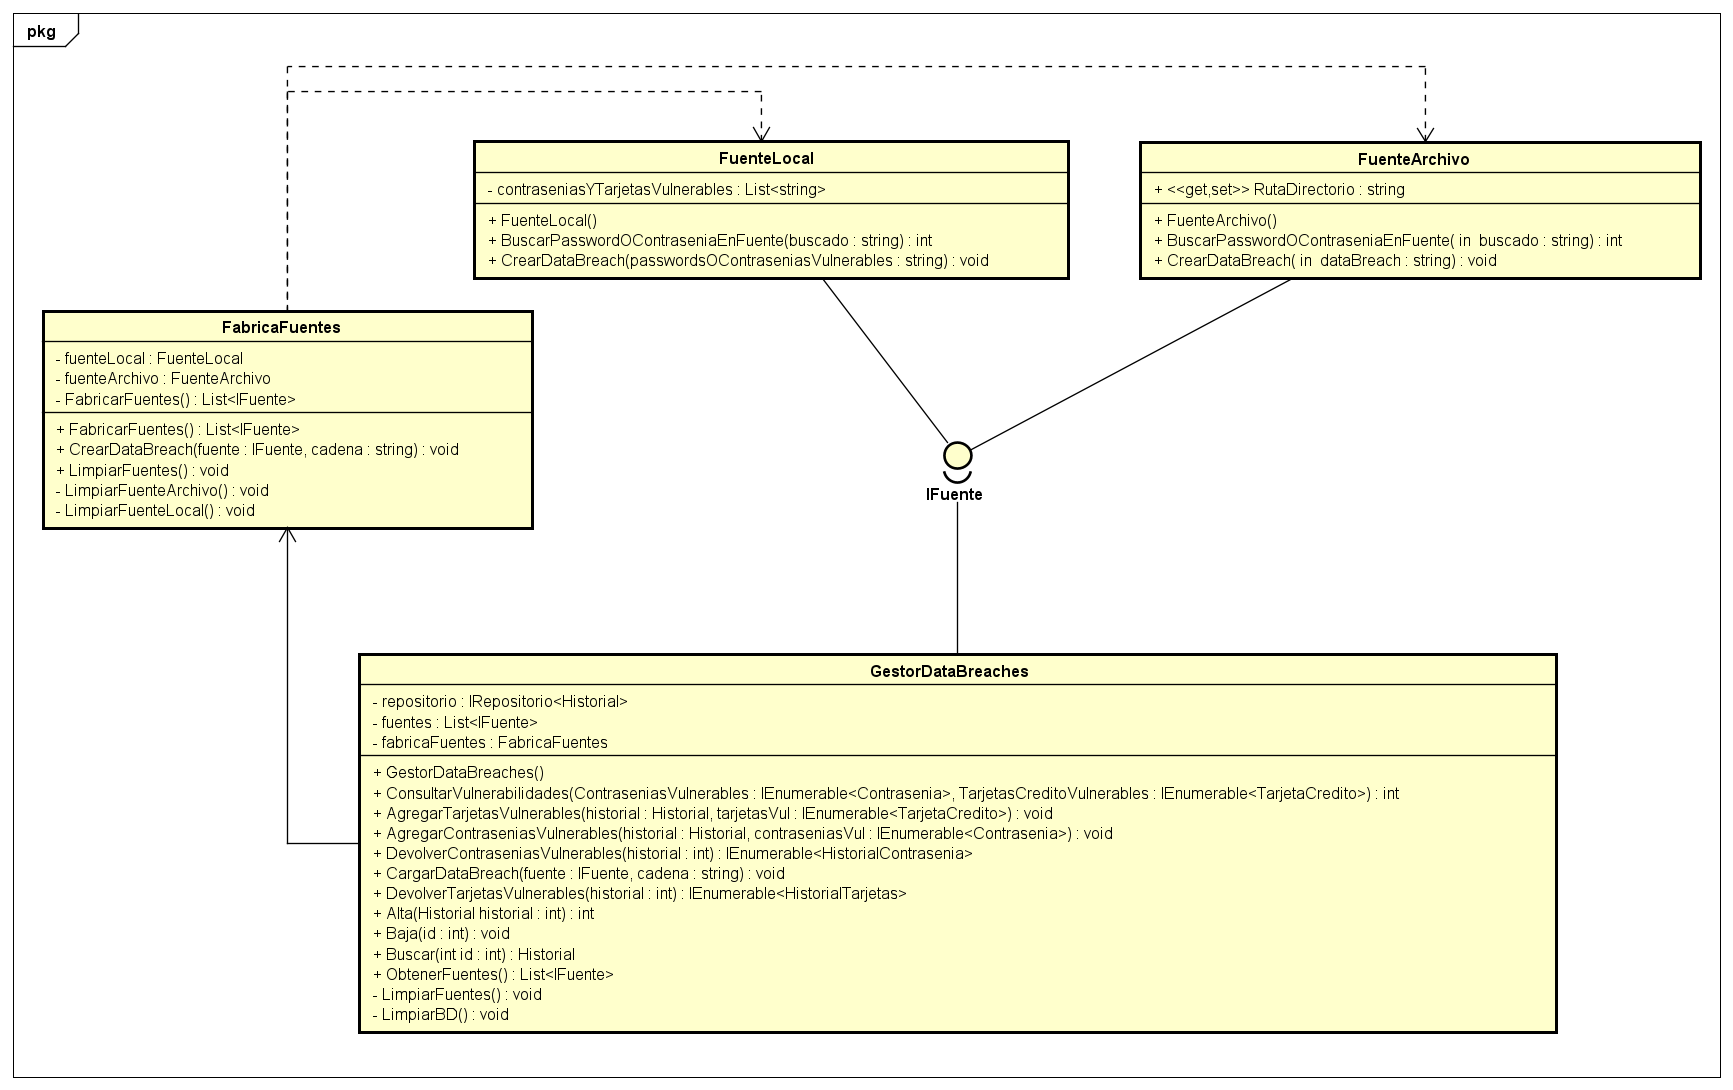 pkg
FuenteLocal
- contraseniasYTarjetasVulnerables : List<string>
+ FuenteLocal()
+ BuscarPasswordOContraseniaEnFuente(buscado : string) : int
+ CrearDataBreach(passwordsOContraseniasVulnerables : string) : void
FuenteArchivo
+ <<get,set>> RutaDirectorio : string
+ FuenteArchivo()
+ BuscarPasswordOContraseniaEnFuente( in buscado : string) : int
+ CrearDataBreach( in dataBreach : string) : void
FabricaFuentes
- fuenteLocal : FuenteLocal
- fuenteArchivo : FuenteArchivo
- FabricarFuentes() : List<IFuente>
+ FabricarFuentes() : List<IFuente>
+ CrearDataBreach(fuente : IFuente, cadena : string) : void
+ LimpiarFuentes() : void
- LimpiarFuenteArchivo() : void
- LimpiarFuenteLocal() : void
IFuente
GestorDataBreaches
- repositorio : IRepositorio<Historial>
- fuentes : List<IFuente>
- fabricaFuentes : FabricaFuentes
+ GestorDataBreaches()
+ ConsultarVulnerabilidades(ContraseniasVulnerables : IEnumerable<Contrasenia>, TarjetasCreditoVulnerables : IEnumerable<TarjetaCredito>) : int
+ AgregarTarjetasVulnerables(historial : Historial, tarjetasVul : IEnumerable<TarjetaCredito>) : void
+ AgregarContraseniasVulnerables(historial : Historial, contraseniasVul : IEnumerable<Contrasenia>) : void
+ DevolverContraseniasVulnerables(historial : int) : IEnumerable<HistorialContrasenia>
+ CargarDataBreach(fuente : IFuente, cadena : string) : void
+ DevolverTarjetasVulnerables(historial : int) : IEnumerable<HistorialTarjetas>
+ Alta(Historial historial : int) : int
+ Baja(id : int) : void
+ Buscar(int id : int) : Historial
+ ObtenerFuentes() : List<IFuente>
- LimpiarFuentes() : void
- LimpiarBD() : void